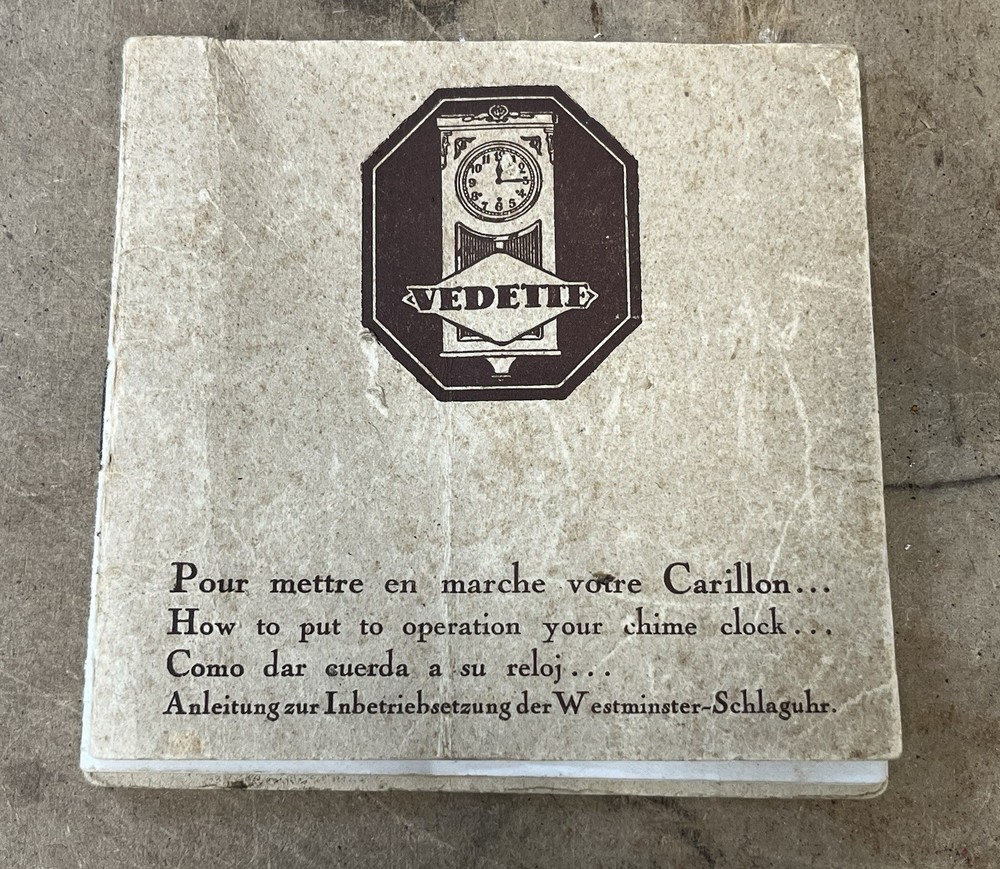 VEDETTE
Pour mettre en marche votre Carillon...
How to put to operation your chime clock...
Como dar cuerda a su reloj...
Anleitung zur Inbetriebsetzung der Westminster-Schlaguhr.